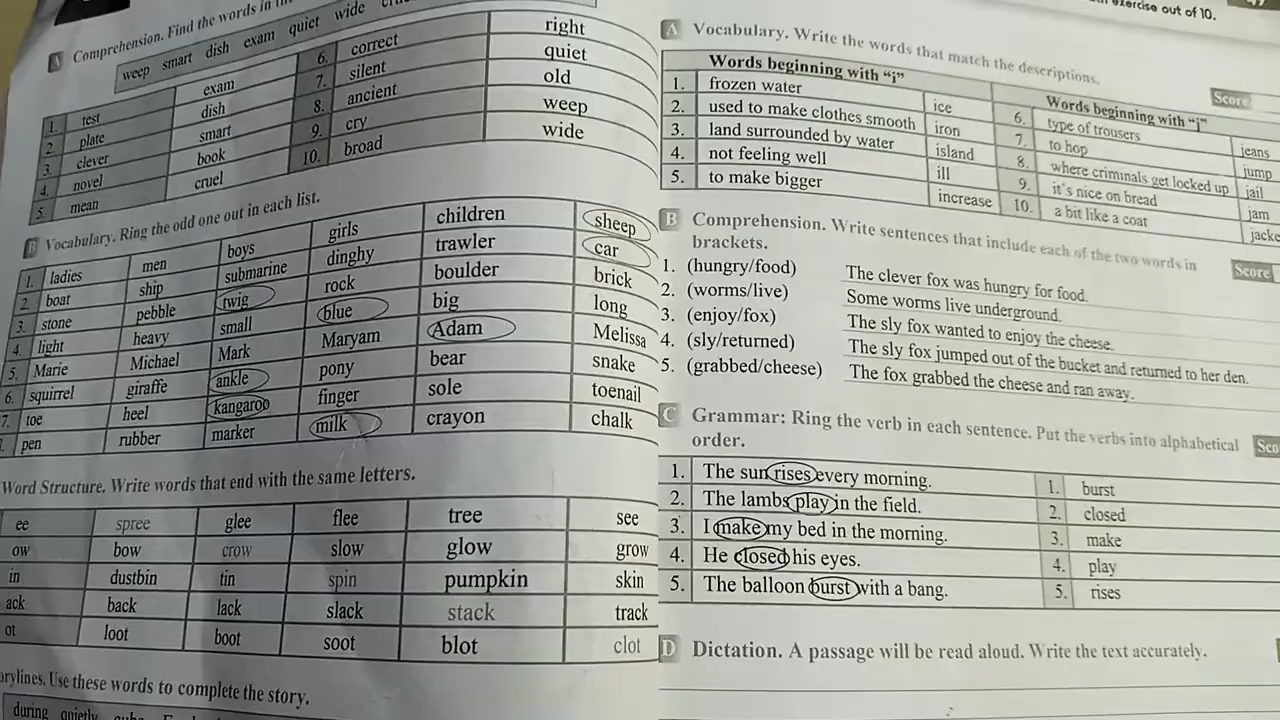 A Comprehension. Find the words in
weep smart dish exam quiet wide
1. test exam 6. correct right
2. plate dish 7. silent quiet
3. clever smart 8. ancient old
4. novel book 9. cry weep
5. mean cruel 10. broad wide
B Vocabulary. Ring the odd one out in each list.
1. ladies men boys girls children sheep
2. boat ship submarine dinghy trawler car
3. stone pebble twig rock boulder brick
4. light heavy small blue big long
5. Marie Michael Mark Maryam Adam Melissa
6. squirrel giraffe ankle pony bear snake
7. toe heel kangaroo finger sole toenail
pen rubber marker milk crayon chalk
Word Structure. Write words that end with the same letters.
ee spree glee flee tree see
ow bow crow slow glow grow
in dustbin tin spin pumpkin skin
ack back lack slack stack track
ot loot boot soot blot clot
Use these words to complete the story.
during quietly
exercise out of 10.
A Vocabulary. Write the words that match the descriptions.
Score
Words beginning with “i” Words beginning with “j”
1. frozen water ice 6. type of trousers jeans
2. used to make clothes smooth iron 7. to hop jump
3. land surrounded by water island 8. where criminals get locked up jail
4. not feeling well ill 9. it's nice on bread jam
5. to make bigger increase 10. a bit like a coat jacke
B Comprehension. Write sentences that include each of the two words in
brackets.
Score
1. (hungry/food) The clever fox was hungry for food.
2. (worms/live) Some worms live underground.
3. (enjoy/fox) The sly fox wanted to enjoy the cheese.
4. (sly/returned) The sly fox jumped out of the bucket and returned to her den.
5. (grabbed/cheese) The fox grabbed the cheese and ran away.
C Grammar: Ring the verb in each sentence. Put the verbs into alphabetical
order.
Sco
1. The sun rises every morning. 1. burst
2. The lambs play in the field. 2. closed
3. I make my bed in the morning. 3. make
4. He closed his eyes. 4. play
5. The balloon burst with a bang. 5. rises
D Dictation. A passage will be read aloud. Write the text accurately.